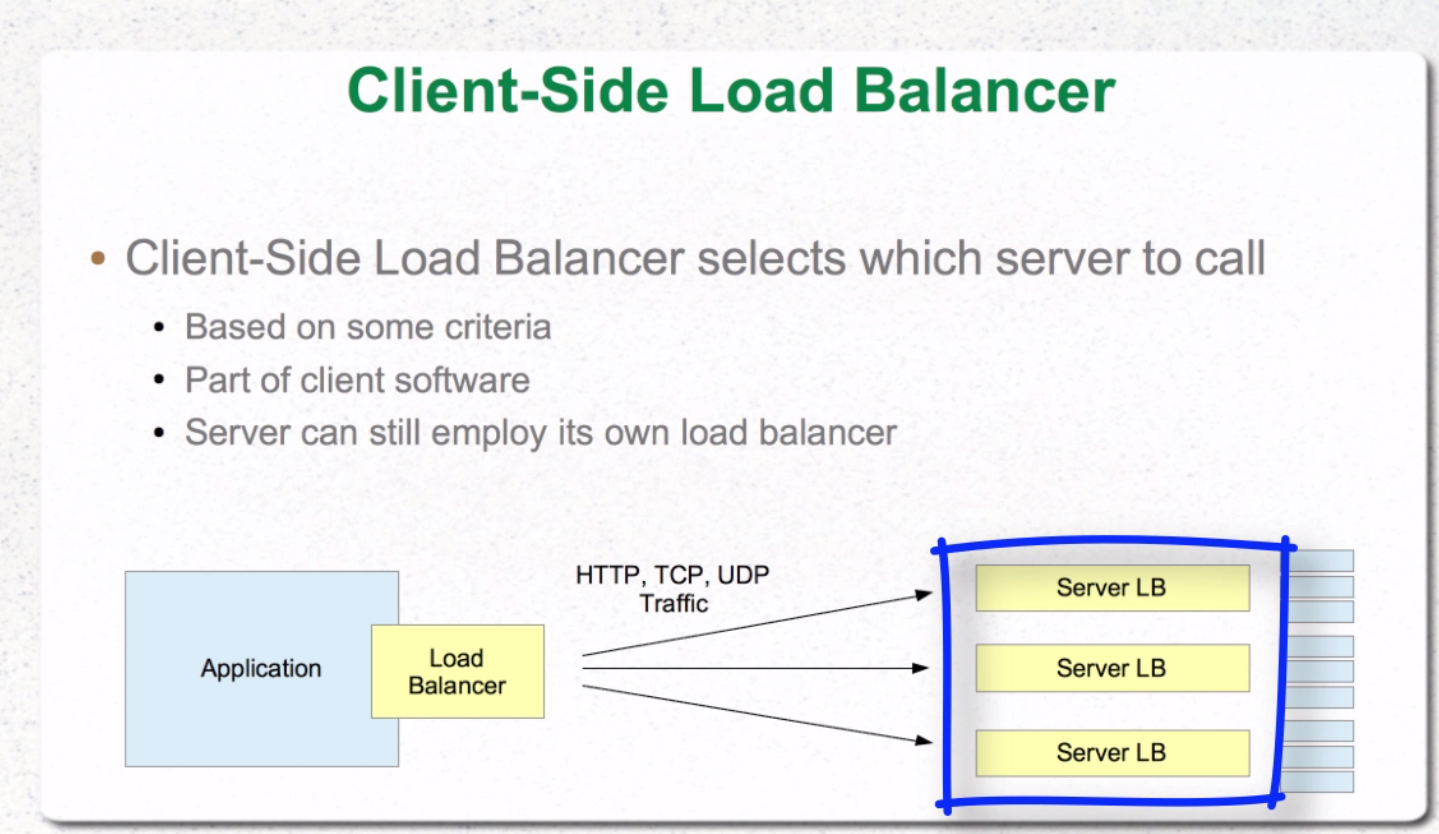 Client-Side Load Balancer
Client-Side Load Balancer selects which server to call
Based on some criteria
Part of client software
Server can still employ its own load balancer
HTTP, TCP, UDP
Traffic
Application
Load
Balancer
Server LB
Server LB
Server LB